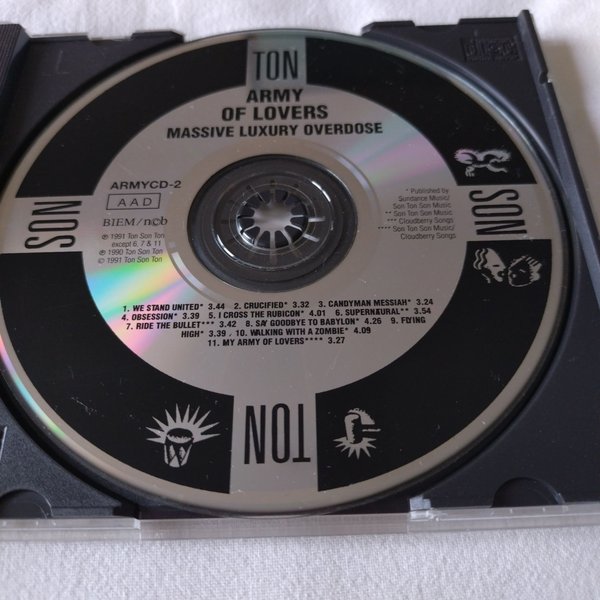 TON
ARMY
OF LOVERS
MASSIVE LUXURY OVERDOSE
ARMYCD-2
AAD
BIEM/n©b
℗ 1991 Ton Son Ton
except 6, 7 & 11
℗ 1990 Ton Son Ton
© 1991 Ton Son Ton
* Published by
Sundance Music/
Son Ton Son Music
** Son Ton Son Music
*** Cloudberry Songs
**** Son Ton Son Music/
Cloudberry Songs
SON
SON
1. WE STAND UNITED* 3.44 2. CRUCIFIED* 3.32 3. CANDYMAN MESSIAH* 3.24
4. OBSESSION* 3.39 5. I CROSS THE RUBICON* 4.01 6. SUPERNATURAL** 3.54
7. RIDE THE BULLET*** 3.42 8. SAY GOODBYE TO BABYLON* 4.26 9. FLYING
HIGH* 3.39 . 10. WALKING WITH A ZOMBIE* 4.09
11. MY ARMY OF LOVERS**** 3.27
TON